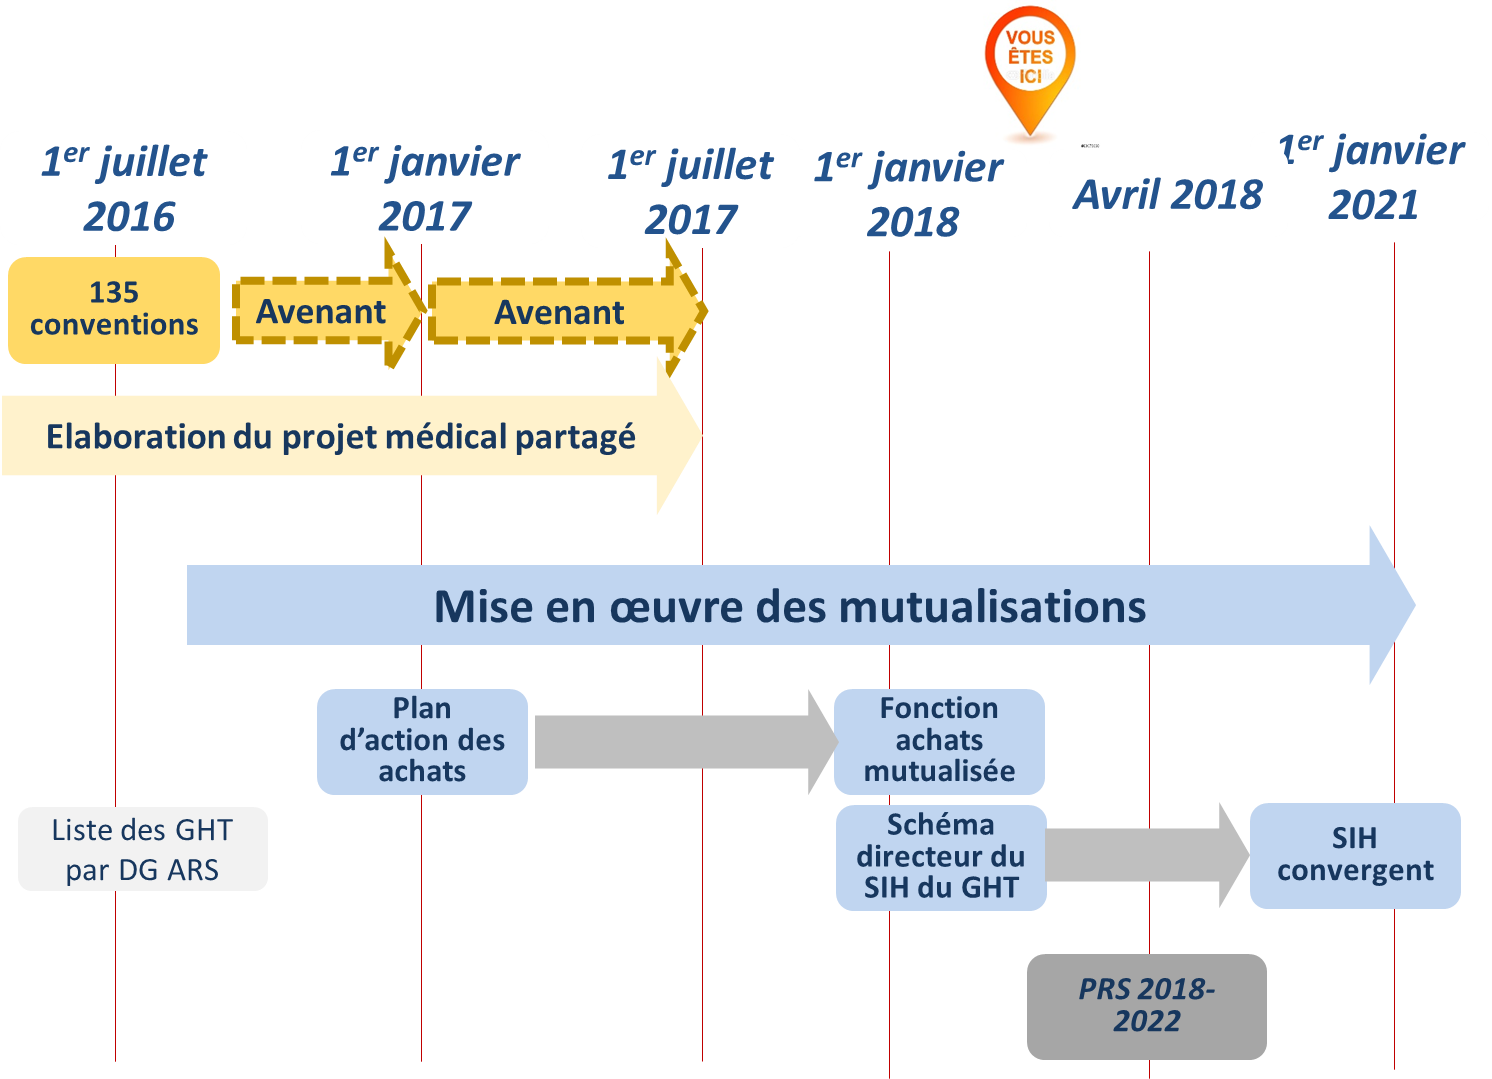 VOUS
ÊTES
ICI
1er juillet
2016
1er janvier
2017
1er juillet
2017
1er janvier
2018
Avril 2018
1er janvier
2021
135
conventions
Avenant
Avenant
Elaboration du projet médical partagé
Mise en œuvre des mutualisations
Plan
d’action des
achats
Fonction
achats
mutualisée
Liste des GHT
par DG ARS
Schéma
directeur du
SIH du GHT
SIH
convergent
PRS 2018-
2022